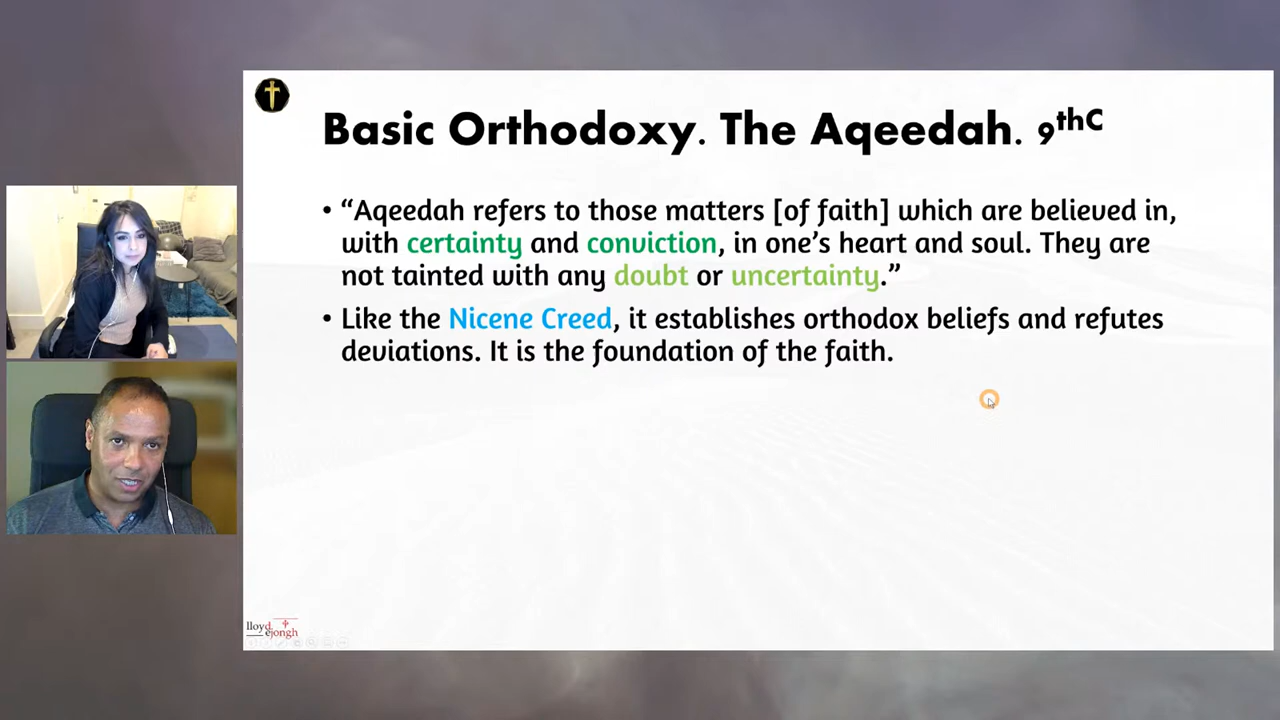 Basic Orthodoxy. The Aqeedah. 9thC
• “Aqeedah refers to those matters [of faith] which are believed in,
with certainty and conviction, in one’s heart and soul. They are
not tainted with any doubt or uncertainty.”
• Like the Nicene Creed, it establishes orthodox beliefs and refutes
deviations. It is the foundation of the faith.
lloyd
dejongh